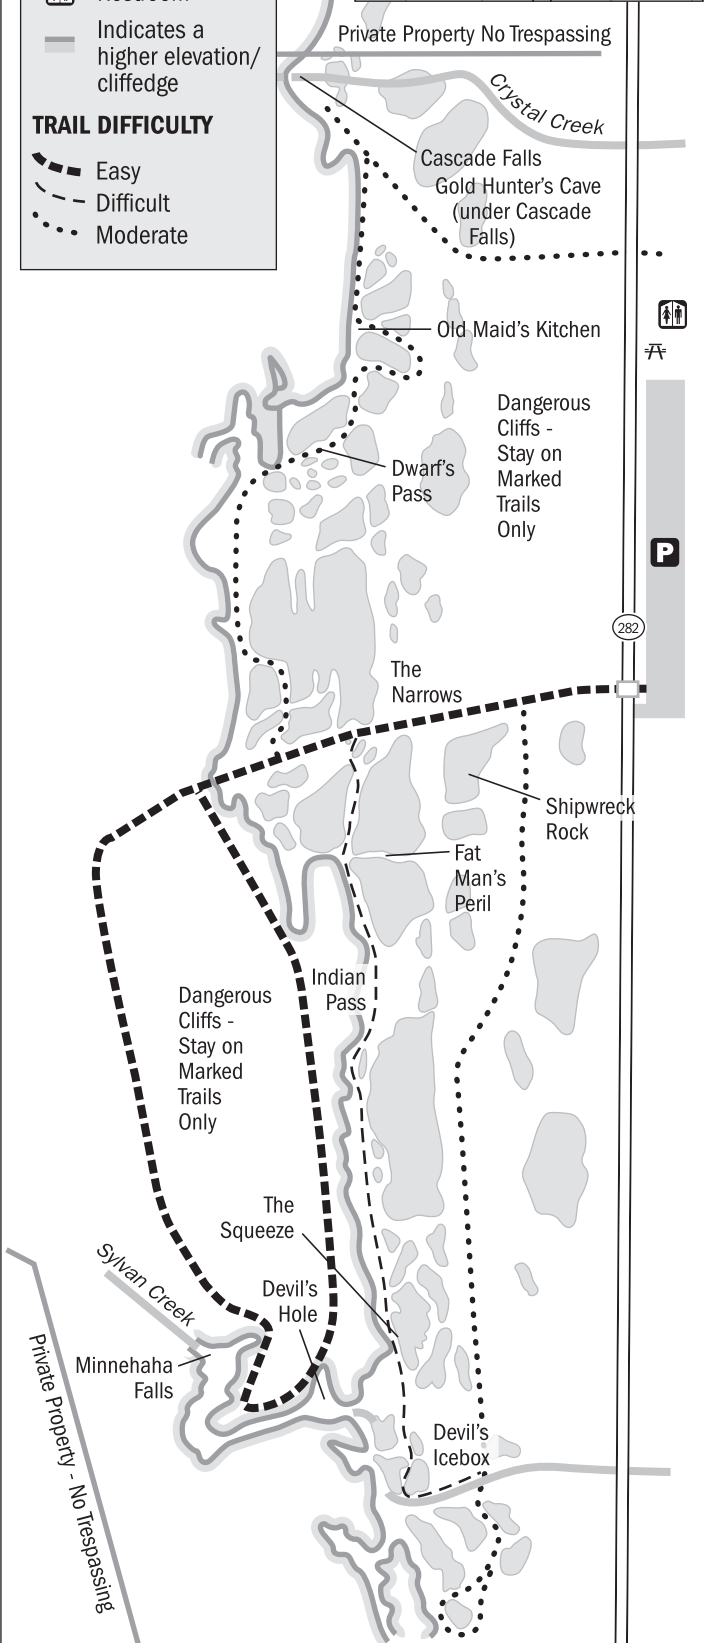 Indicates a
higher elevation/
cliffedge
TRAIL DIFFICULTY
Easy
Difficult
Moderate
Private Property No Trespassing
Crystal Creek
Cascade Falls
Gold Hunter's Cave
(under Cascade
Falls)
Old Maid's Kitchen
Dangerous
Cliffs -
Stay on
Marked
Trails
Only
Dwarf's
Pass
P
282
The
Narrows
Shipwreck
Rock
Fat
Man's
Peril
Indian
Pass
Dangerous
Cliffs -
Stay on
Marked
Trails
Only
The
Squeeze
Sylvan Creek
Devil's
Hole
Minnehaha
Falls
Private Property - No Trespassing
Devil's
Icebox